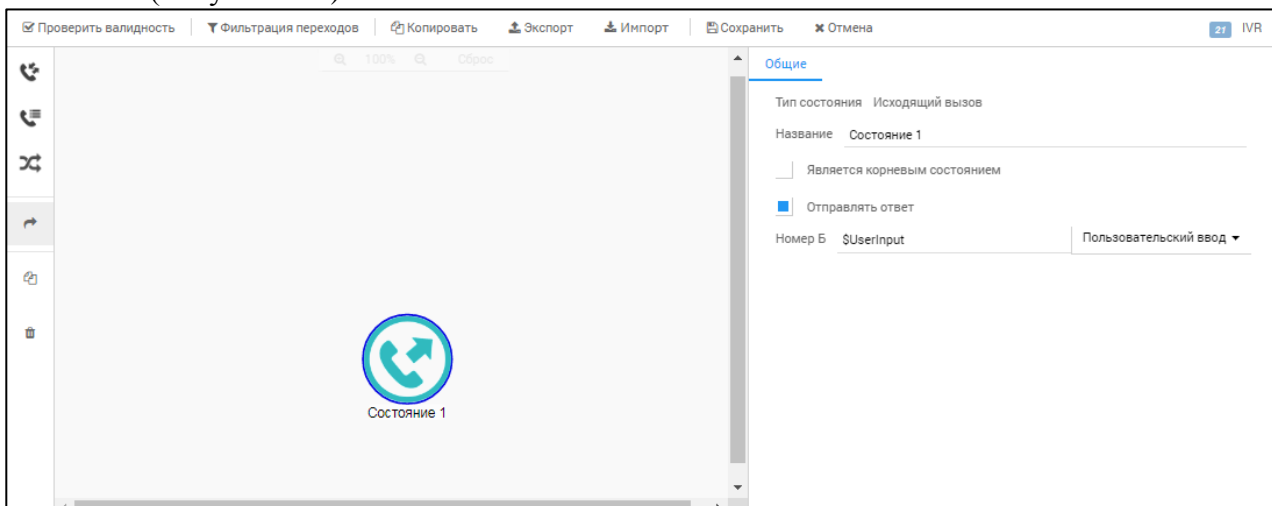 Проверить валидность Фильтрация переходов Копировать Экспорт Импорт Сохранить Отмена 21 IVR
100% Сброс
Общие
Тип состояния Исходящий вызов
Название Состояние 1
Является корневым состоянием
Отправлять ответ
Номер Б $UserInput Пользовательский ввод
Состояние 1